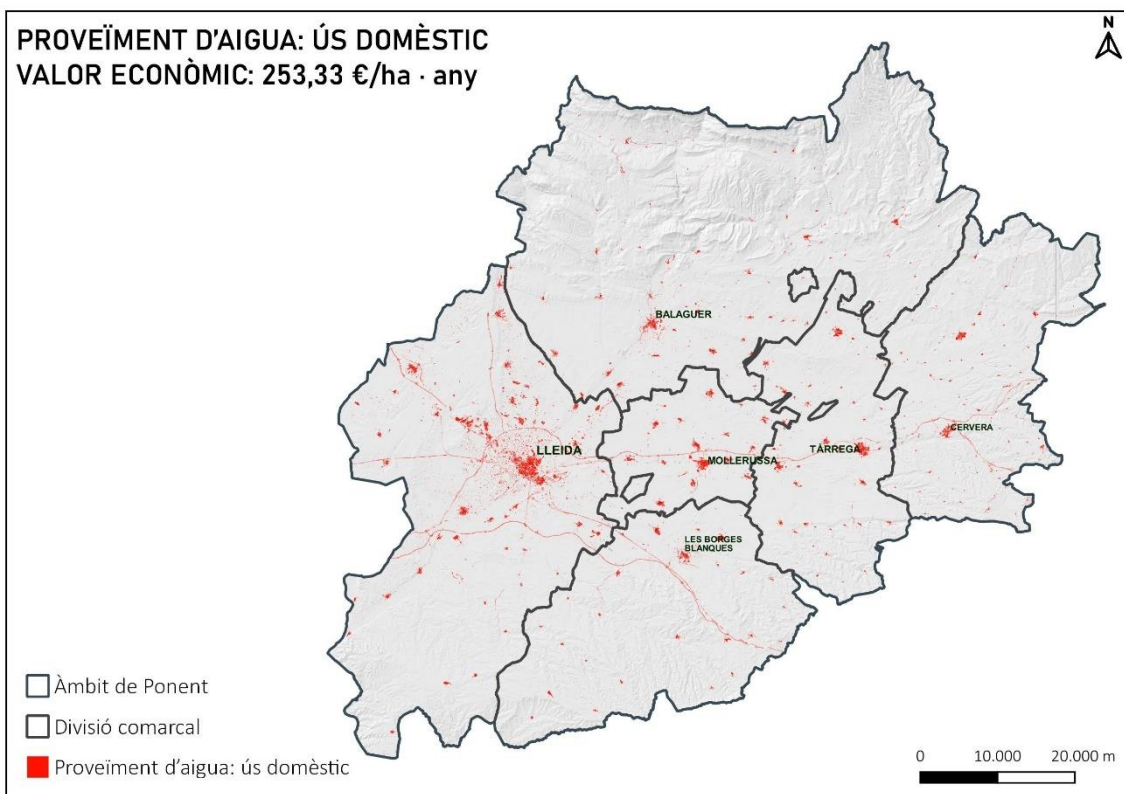 PROVEÏMENT D'AIGUA: ÚS DOMÈSTIC
VALOR ECONÒMIC: 253,33 €/ha · any
N
BALAGUER
LLEIDA
MOLLERUSSA
TÀRREGA
CERVERA
LES BORGES
BLANQUES
Àmbit de Ponent
Divisió comarcal
Proveïment d'aigua: ús domèstic
0 10.000 20.000 m